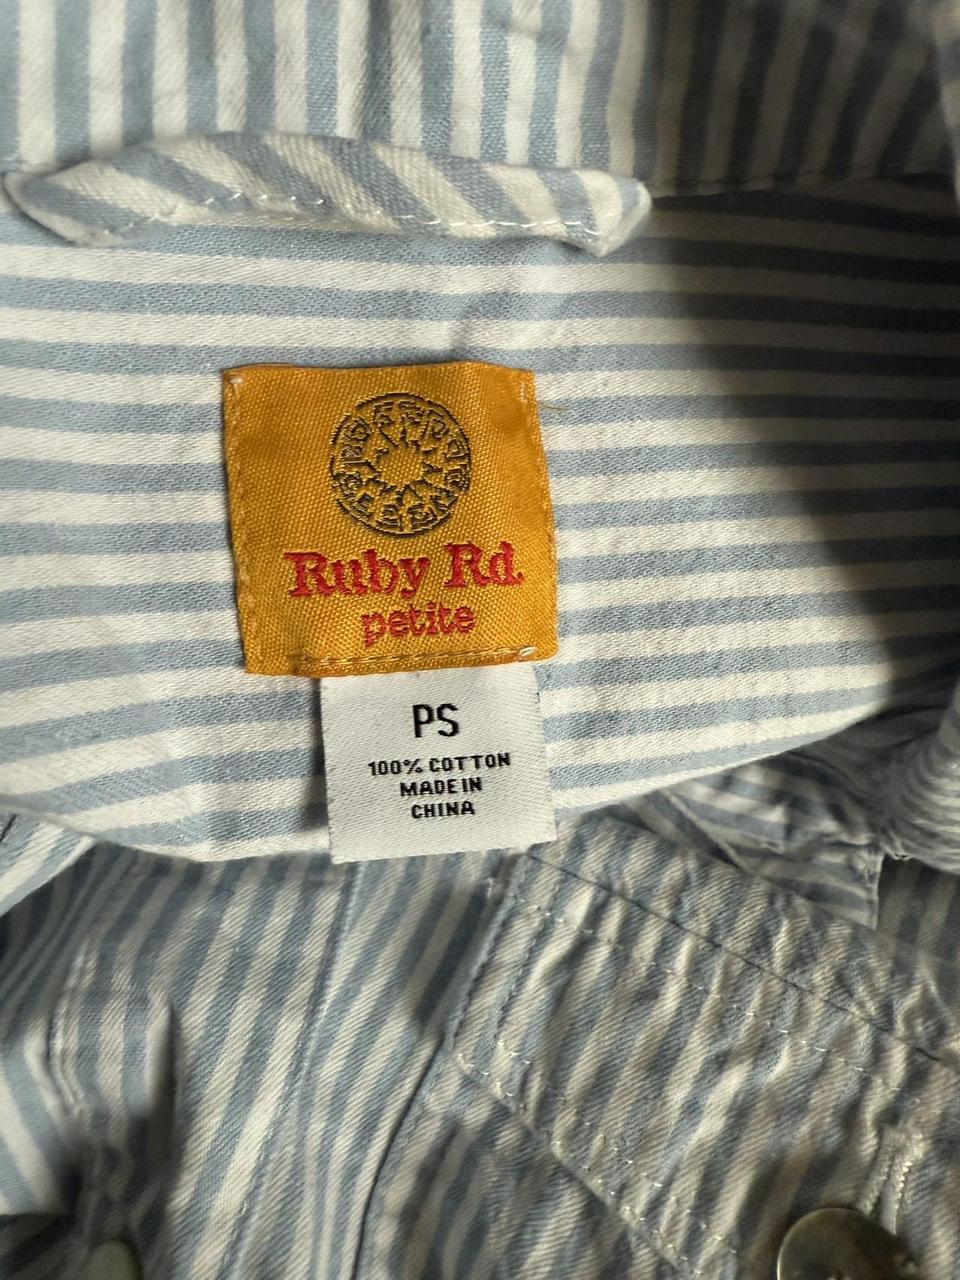 Ruby Rd.
petite
PS
100% COTTON
MADE IN
CHINA